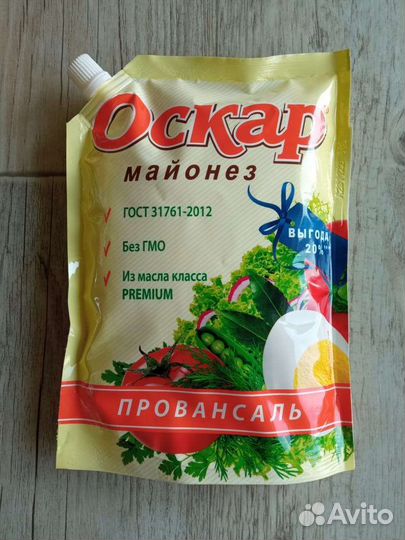 Оскар
майонез
ГОСТ 31761-2012
Без ГМО
Из масла класса
PREMIUM
ВЫГОДА
20%
ПРОВАНСАЛЬ
Avito